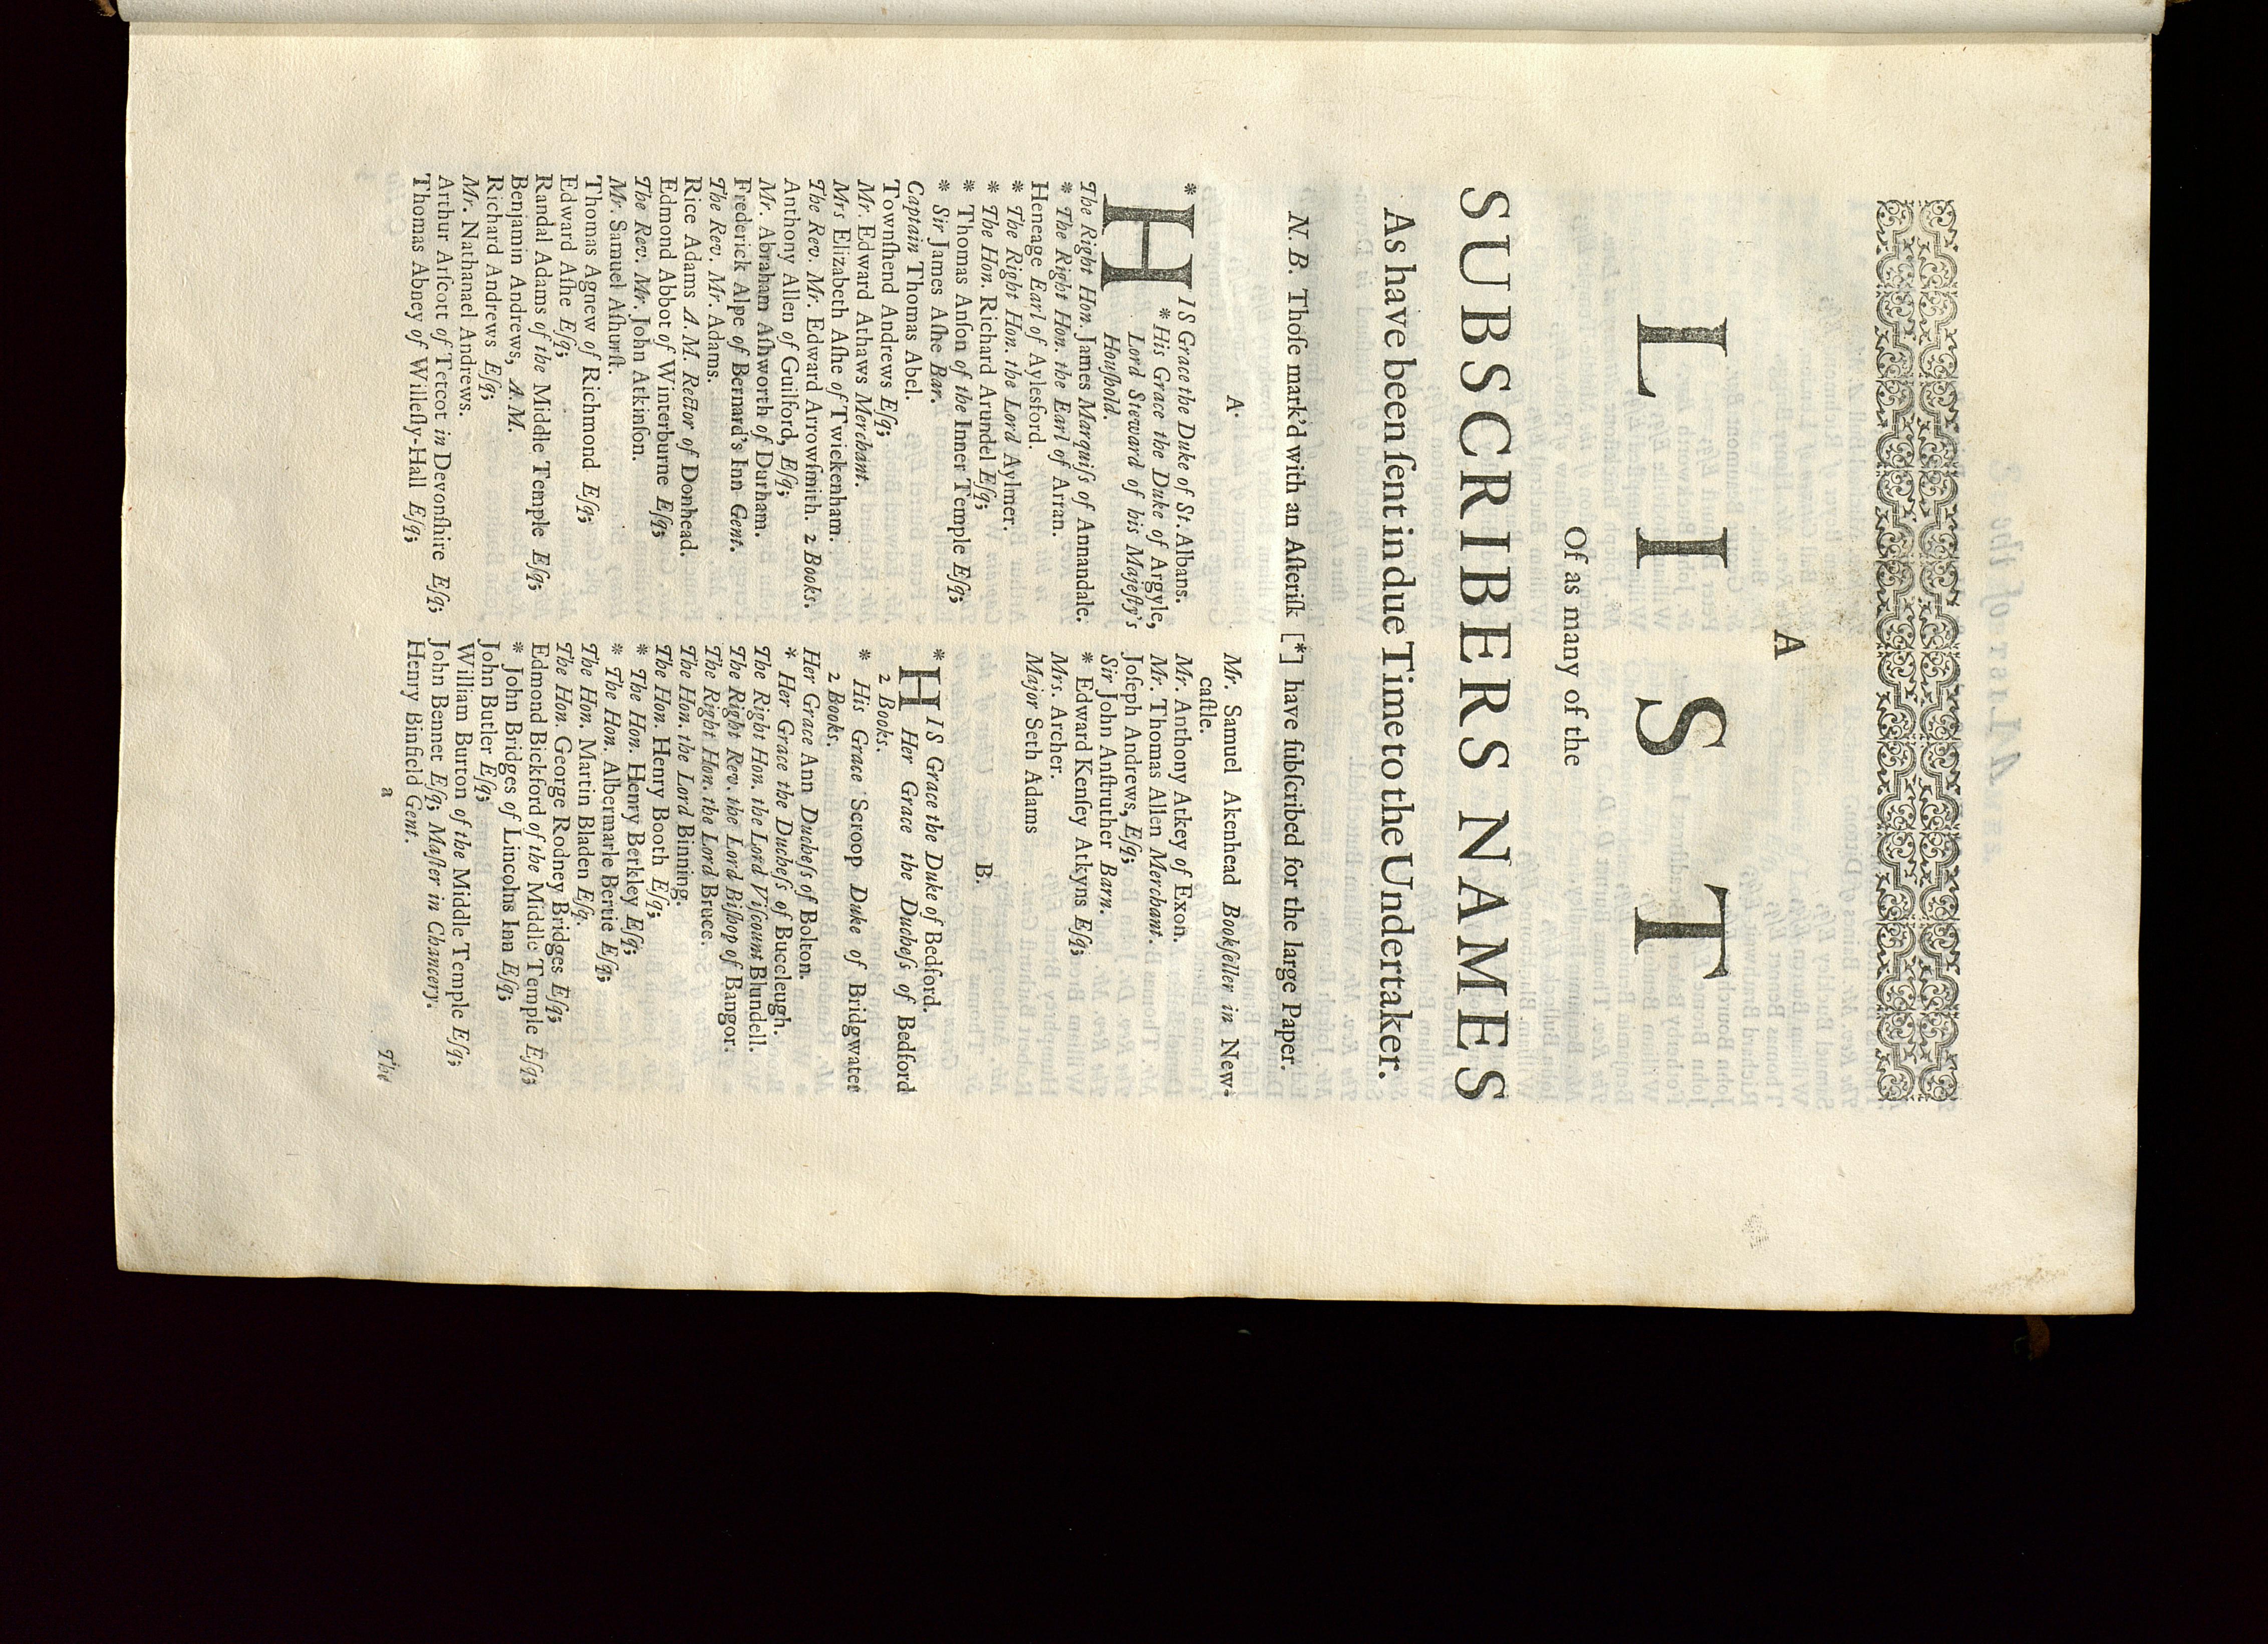 A
LIST
Of as many of the
SUBSCRIBERS NAMES
As have been ſent in due Time to the Undertaker.
N. B. Thoſe mark'd with an Aſteriſk [*] have ſubſcribed for the large Paper.
A.
* HIS Grace the Duke of St. Albans.
* His Grace the Duke of Argyle,
Lord Steward of his Majeſty's
Houſhold.
The Right Hon. James Marquiſs of Annandale.
* The Right Hon. the Earl of Arran.
Heneage Earl of Aylesford.
* The Right Hon. the Lord Aylmer.
* The Hon. Richard Arundel Eſq;
* Thomas Anſon of the Inner Temple Eſq;
* Sir James Aſhe Bar.
Captain Thomas Abel.
Townſhend Andrews Eſq;
Mr. Edward Athaws Merchant.
Mrs Elizabeth Aſhe of Twickenham.
The Rev. Mr. Edward Arrowſmith. 2 Books.
Anthony Allen of Guilford, Eſq;
Mr. Abraham Aſhworth of Durham.
Frederick Alpe of Bernard's Inn Gent.
The Rev. Mr. Adams.
Rice Adams A. M. Rector of Donhead.
Edmond Abbot of Winterburne Eſq;
The Rev. Mr. John Atkinſon.
Mr. Samuel Aſhurſt.
Thomas Agnew of Richmond Eſq;
Edward Aſhe Eſq;
Randal Adams of the Middle Temple Eſq;
Benjamin Andrews, A. M.
Richard Andrews Eſq;
Mr. Nathanael Andrews.
Arthur Arſcott of Tetcot in Devonſhire Eſq;
Thomas Abney of Willeſly-Hall Eſq;
Mr. Samuel Akenhead Bookſeller in New-
caſtle.
Mr. Anthony Atkey of Exon.
Mr. Thomas Allen Merchant.
Joſeph Andrews, Eſq;
Sir John Anſtruther Barn.
* Edward Kenſey Atkyns Eſq;
Mrs. Archer.
Major Seth Adams
B.
* HIS Grace the Duke of Bedford.
Her Grace the Ducheſs of Bedford
2 Books.
* His Grace Scroop Duke of Bridgwater
2 Books.
Her Grace Ann Ducheſs of Bolton.
* Her Grace the Ducheſs of Buccleugh.
The Right Hon. the Lord Viſcount Blundell.
The Right Rev. the Lord Biſhop of Bangor.
The Right Hon. the Lord Bruce.
The Hon. the Lord Binning.
The Hon. Henry Booth Eſq;
* The Hon. Henry Berkley Eſq;
* The Hon. Albermarle Bertie Eſq;
The Hon. Martin Bladen Eſq.
The Hon. George Rodney Bridges Eſq;
Edmond Bickford of the Middle Temple Eſq;
* John Bridges of Lincolns Inn Eſq;
John Butler Eſq;
William Burton of the Middle Temple Eſq;
John Bennet Eſq; Maſter in Chancery.
Henry Binfield Gent.
a
The